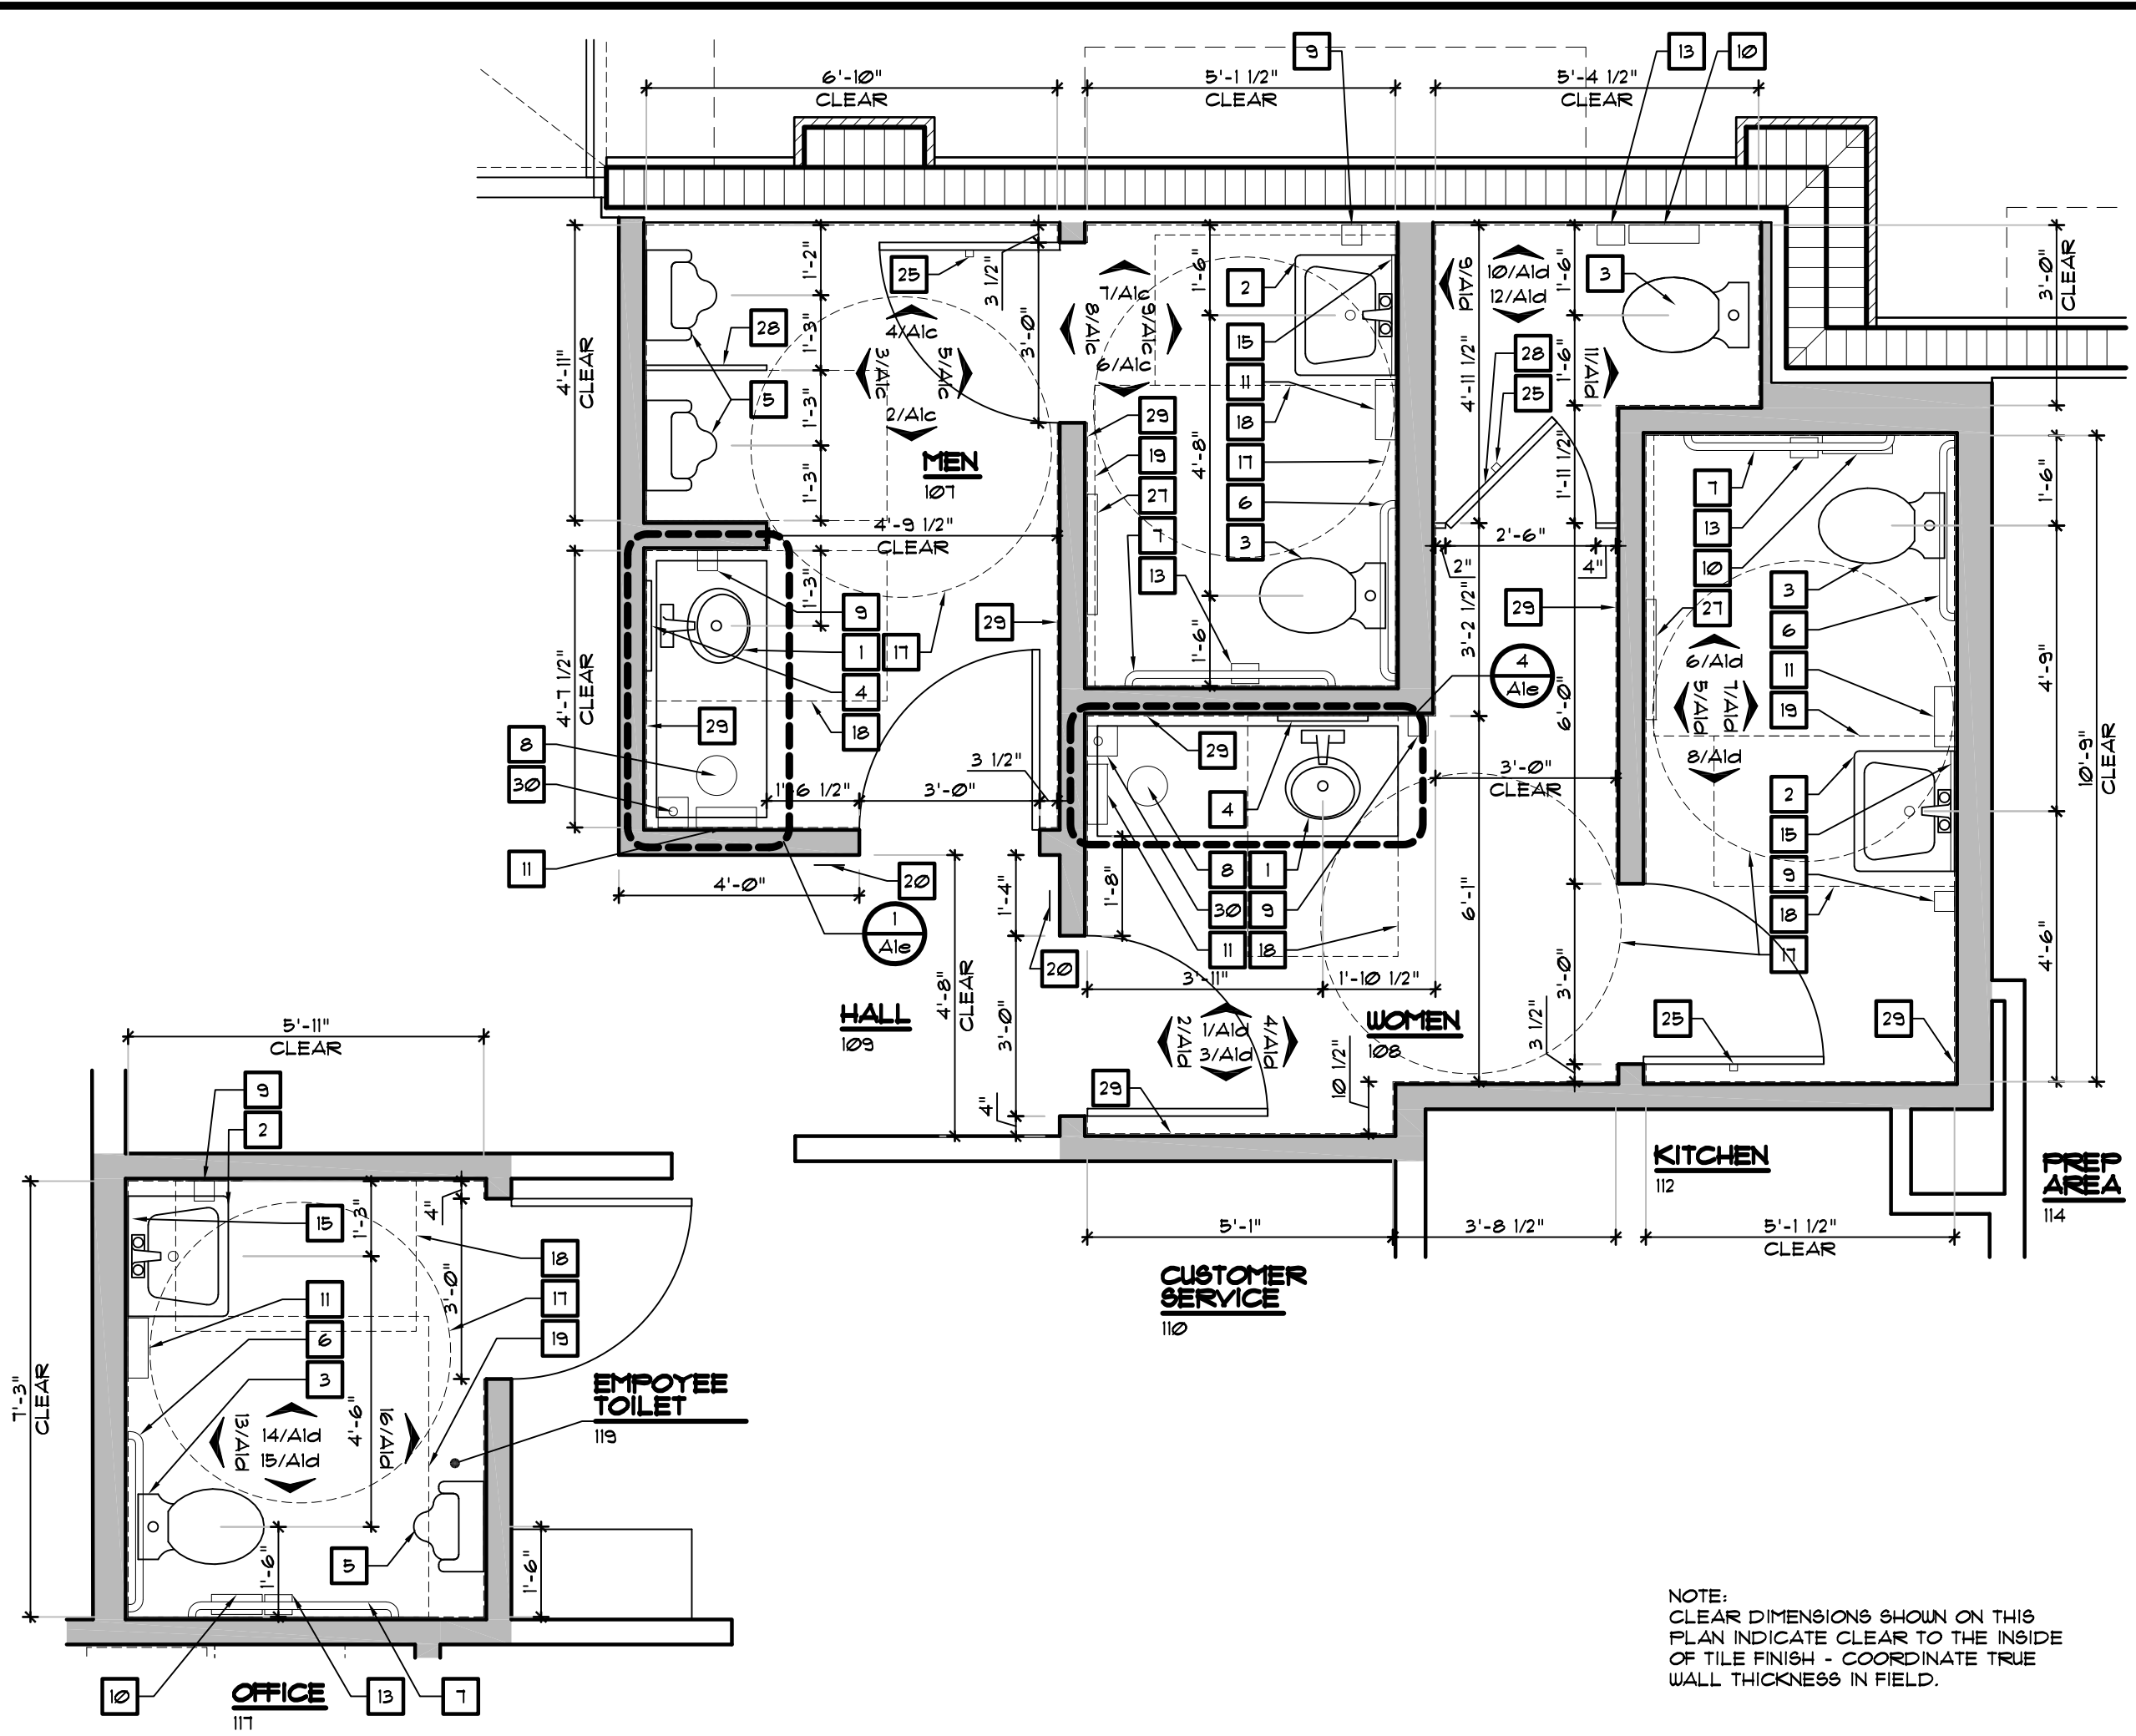 9
13
10
6'-10"
CLEAR
5'-1 1/2"
CLEAR
5'-4 1/2"
CLEAR
4'-11"
CLEAR
1'-2"
1'-3"
1'-3"
1'-3"
25
3 1/2"
3'-0"
28
5
4/A1c
3/A1c
5/A1c
2/A1c
MEN
107
7/A1c
8/A1c
9/A1c
6/A1c
1'-6"
4'-8"
1'-6"
2
15
11
18
17
6
3
29
19
27
7
13
9/A1d
10/A1d
12/A1d
11/A1d
1'-6"
1'-6"
1'-11 1/2"
4'-11 1/2"
3
28
25
3'-0"
CLEAR
4'-9 1/2"
CLEAR
4'-7 1/2"
CLEAR
1'-3"
9
1
17
4
18
29
29
8
30
11
1'-6 1/2"
3'-0"
3 1/2"
4'-0"
20
1
A1e
2'-6"
2"
4"
29
3'-2 1/2"
6'-0"
4
A1e
3'-0"
CLEAR
29
4
8
1
30
9
11
18
1'-8"
6'-1"
7
13
10
27
3
6
11
19
6/A1d
5/A1d
7/A1d
8/A1d
2
15
9
18
17
1'-6"
4'-9"
4'-6"
10'-9"
CLEAR
1'-4"
3'-0"
4"
4'-8"
CLEAR
20
HALL
109
3'-11"
1'-10 1/2"
1/A1d
2/A1d
4/A1d
3/A1d
WOMEN
108
10 1/2"
29
3'-0"
3 1/2"
25
29
KITCHEN
112
PREP
AREA
114
5'-1"
3'-8 1/2"
5'-1 1/2"
CLEAR
CUSTOMER
SERVICE
110
5'-11"
CLEAR
9
2
15
1'-3"
4"
3'-0"
18
17
19
11
6
3
7'-3"
CLEAR
13/A1d
14/A1d
15/A1d
16/A1d
4'-6"
EMPOYEE
TOILET
119
5
1'-6"
1'-6"
10
OFFICE
117
13
7
NOTE:
CLEAR DIMENSIONS SHOWN ON THIS
PLAN INDICATE CLEAR TO THE INSIDE
OF TILE FINISH - COORDINATE TRUE
WALL THICKNESS IN FIELD.